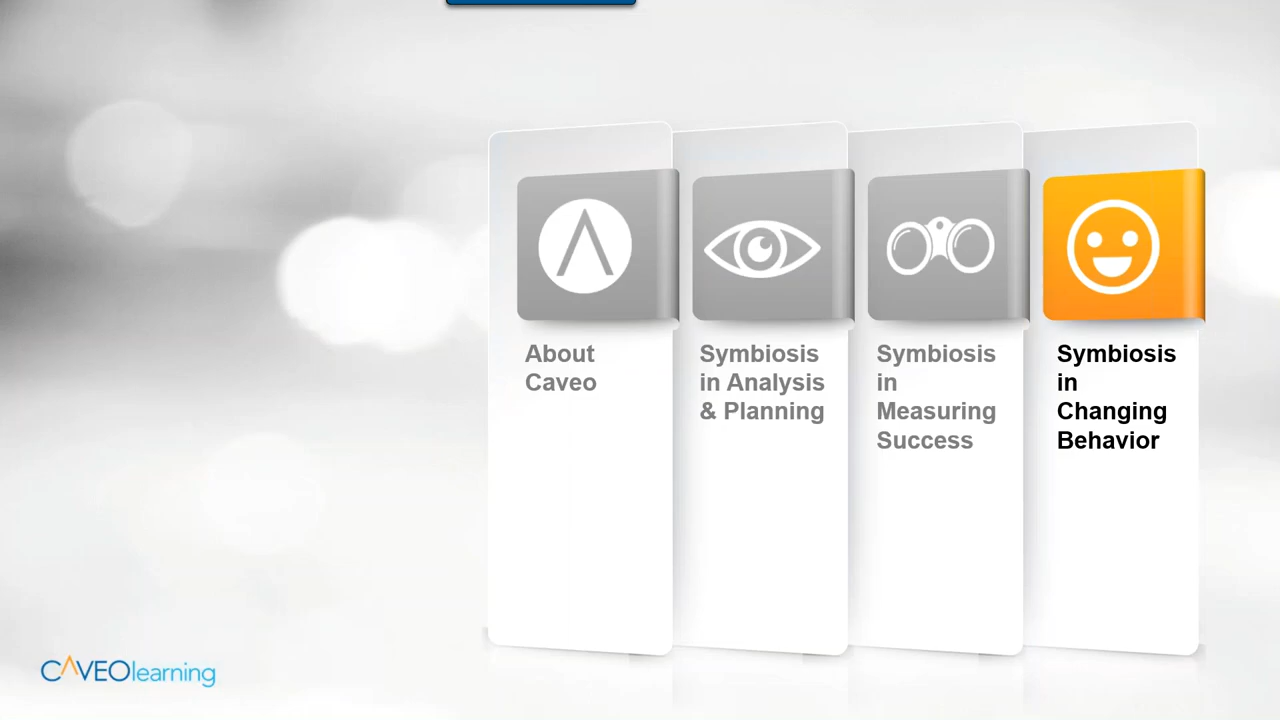 About
Caveo
Symbiosis
in Analysis
& Planning
Symbiosis
in
Measuring
Success
Symbiosis
in
Changing
Behavior
CAVEOlearning